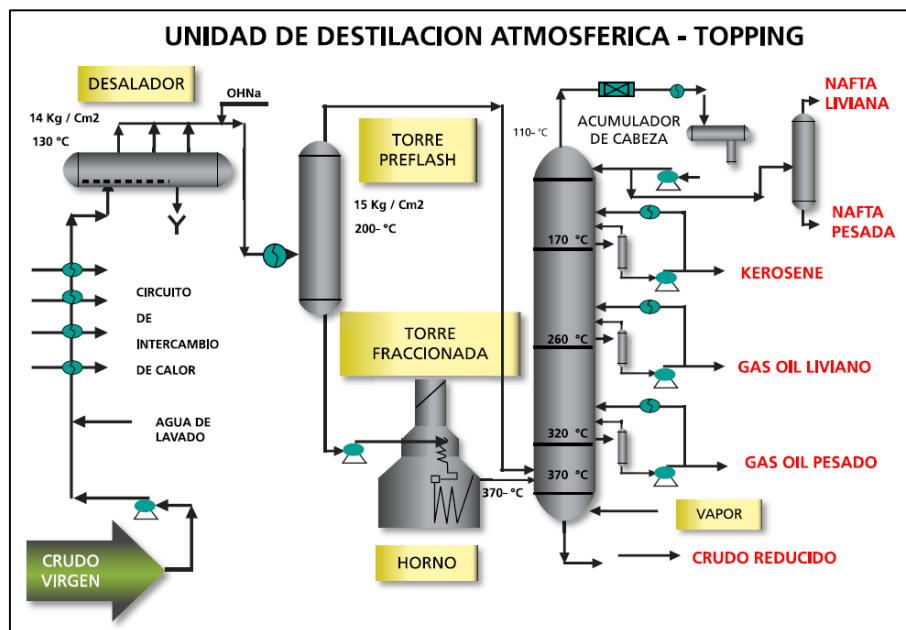 UNIDAD DE DESTILACION ATMOSFERICA - TOPPING
DESALADOR
OHNa
14 Kg / Cm2
130 °C
TORRE
PREFLASH
15 Kg / Cm2
200- °C
110- °C
ACUMULADOR
DE CABEZA
NAFTA
LIVIANA
NAFTA
PESADA
170 °C
KEROSENE
CIRCUITO
DE
INTERCAMBIO
DE CALOR
TORRE
FRACCIONADA
260 °C
GAS OIL LIVIANO
AGUA DE
LAVADO
320 °C
GAS OIL PESADO
370 °C
370- °C
VAPOR
HORNO
CRUDO REDUCIDO
CRUDO
VIRGEN